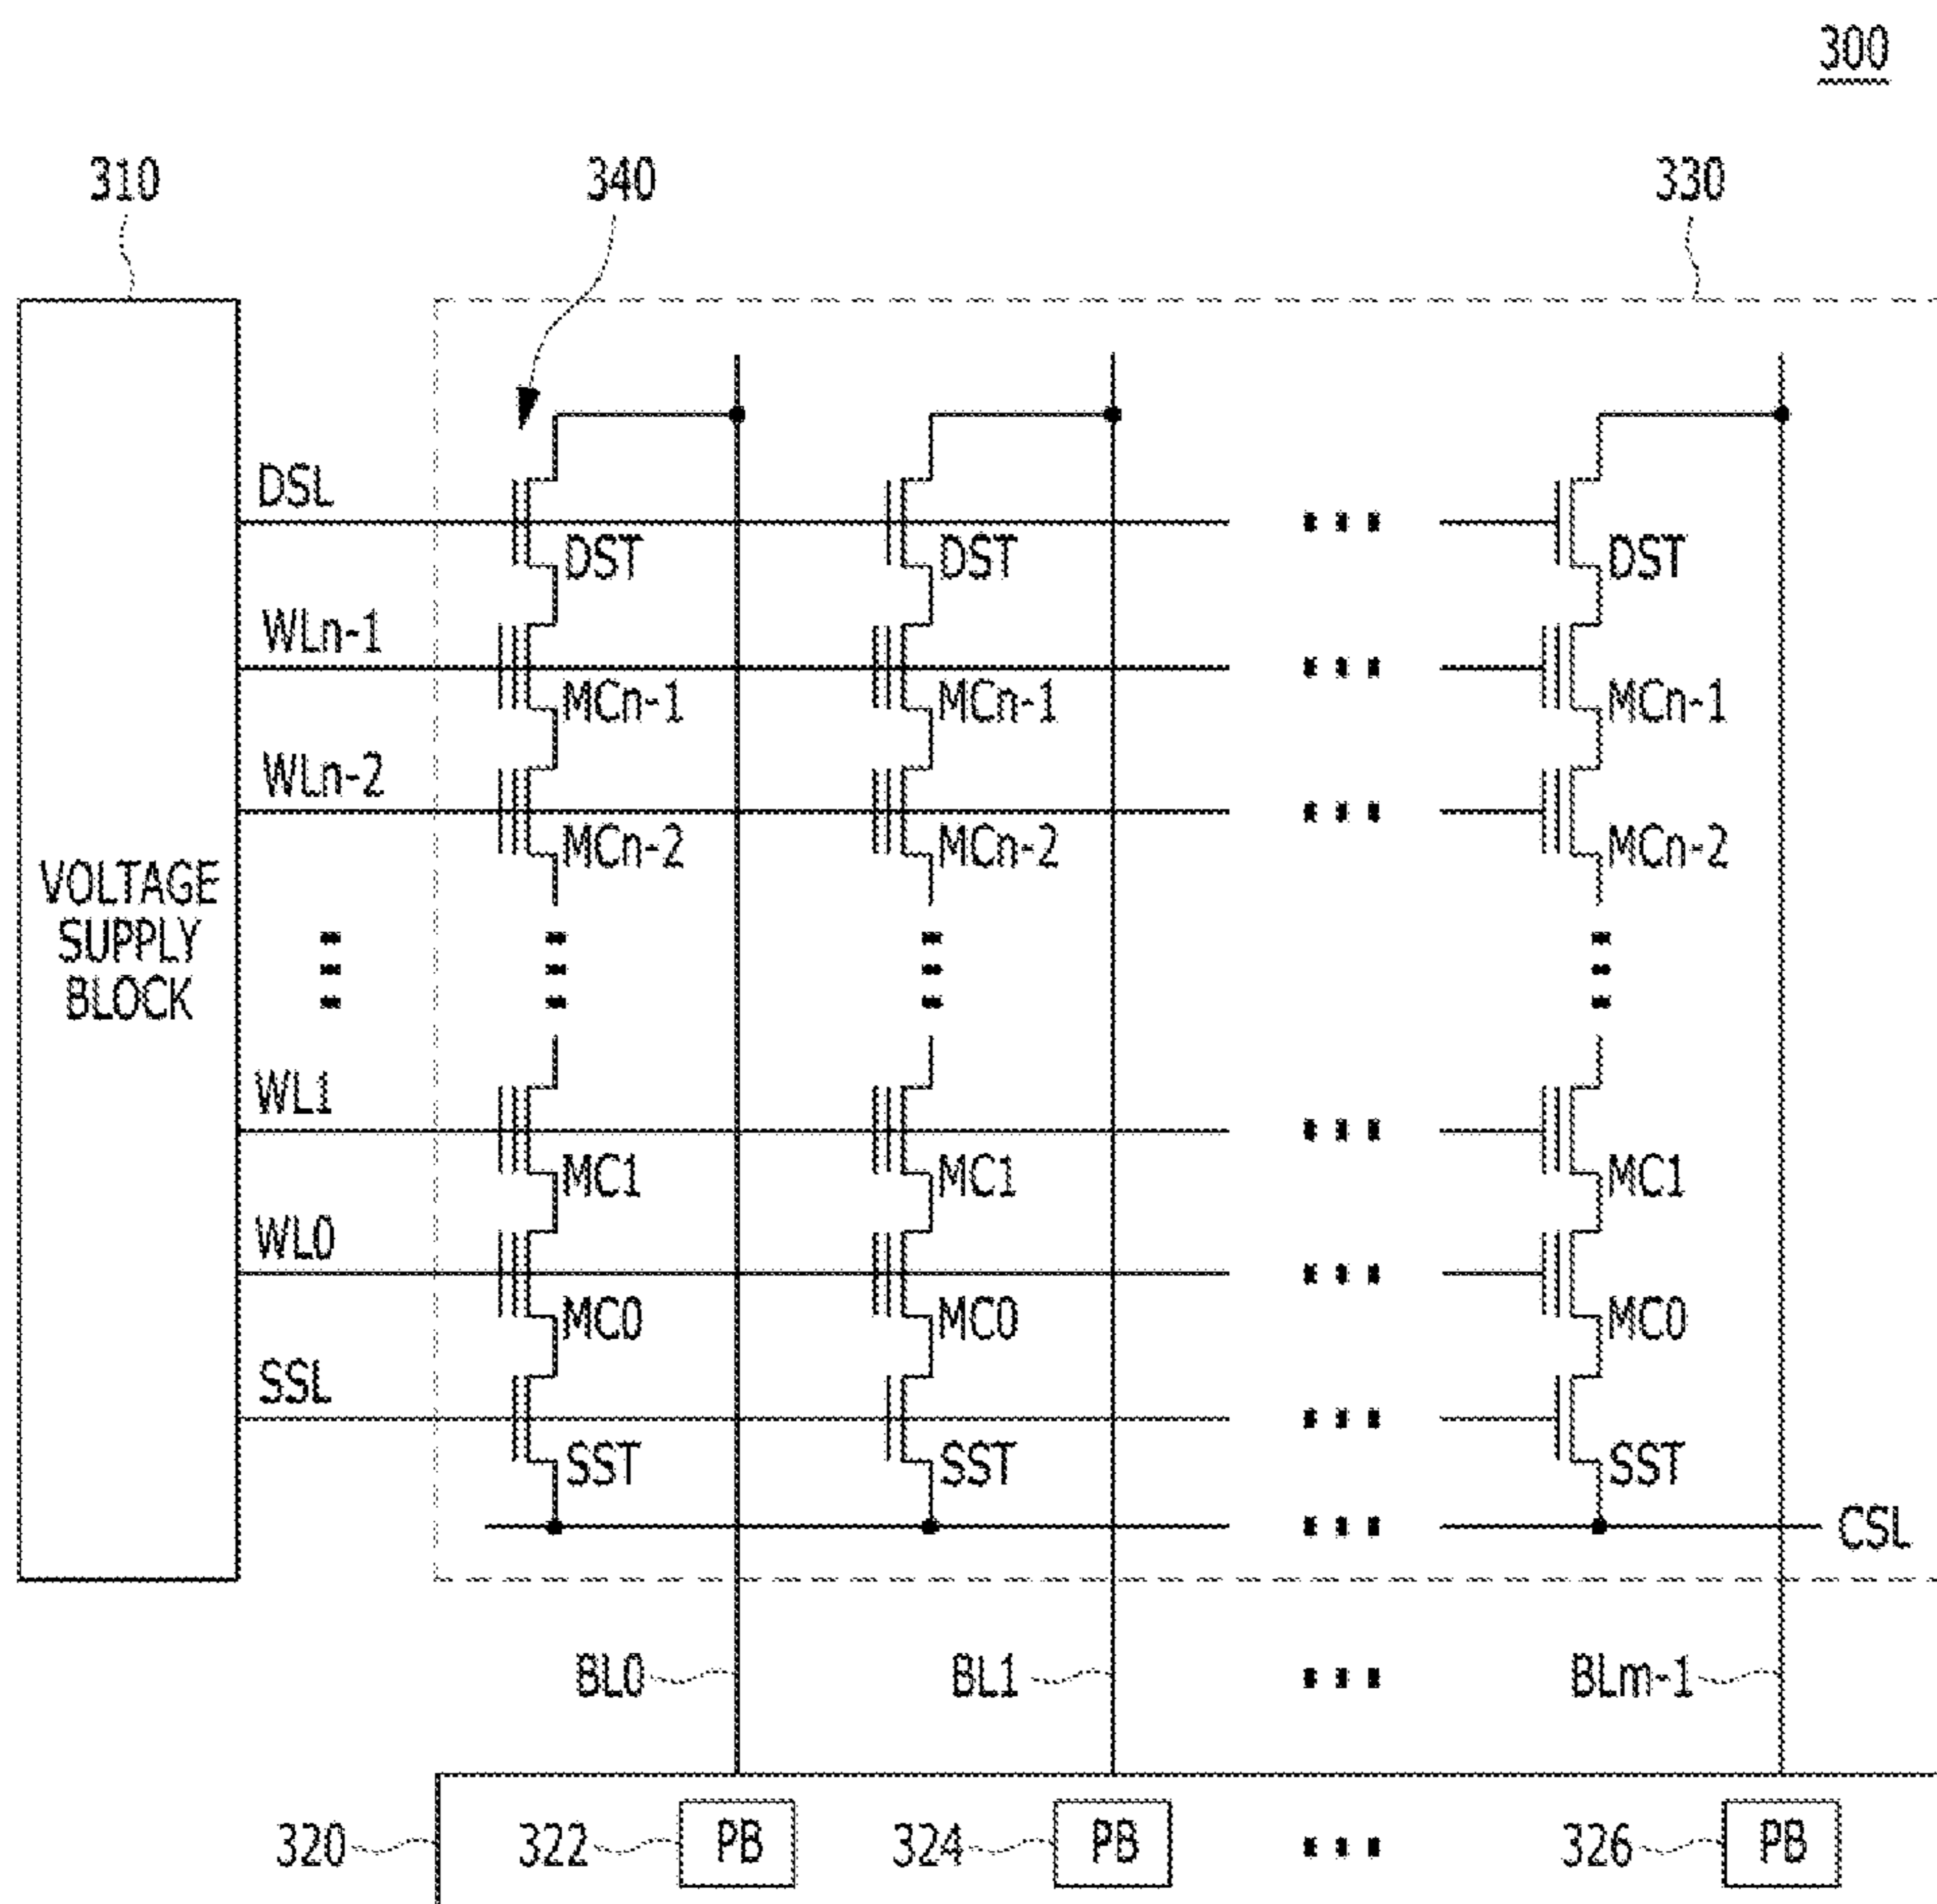 300
310 340 330
DSL
DST DST DST
WLn-1
MCn-1 MCn-1 MCn-1
WLn-2
MCn-2 MCn-2 MCn-2
VOLTAGE
SUPPLY
BLOCK
WL1
MC1 MC1 MC1
WL0
MC0 MC0 MC0
SSL
SST SST SST
CSL
BL0 BL1 BLm-1
320 322 PB 324 PB 326 PB